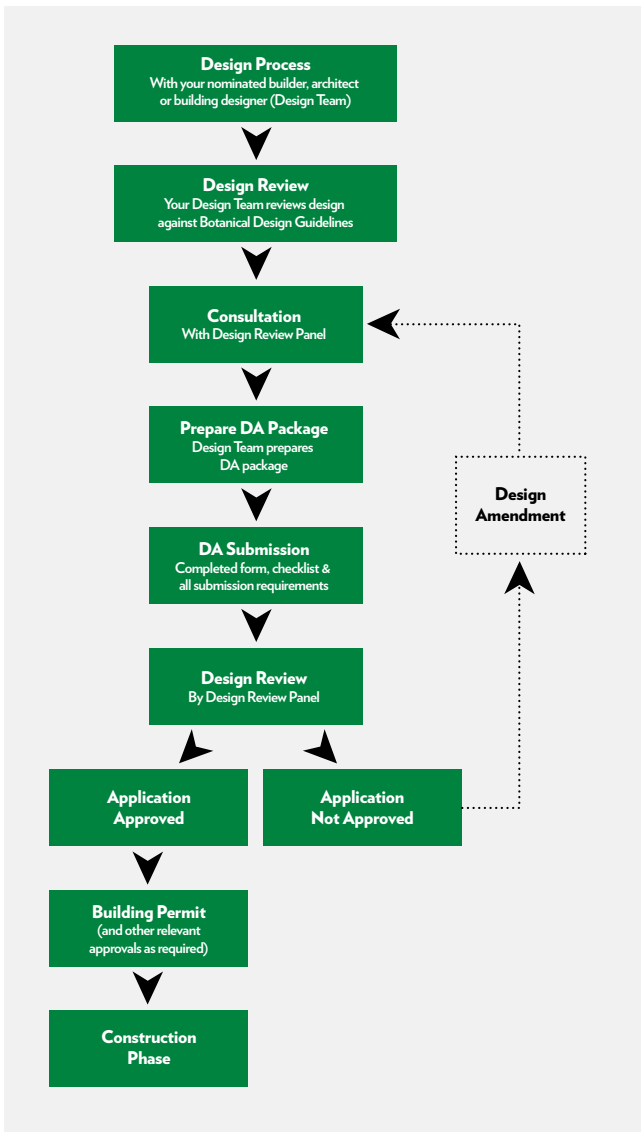 Design Process
With your nominated builder, architect
or building designer (Design Team)
Design Review
Your Design Team reviews design
against Botanical Design Guidelines
Consultation
With Design Review Panel
Prepare DA Package
Design Team prepares
DA package
Design
Amendment
DA Submission
Completed form, checklist &
all submission requirements
Design Review
By Design Review Panel
Application
Approved
Application
Not Approved
Building Permit
(and other relevant
approvals as required)
Construction
Phase